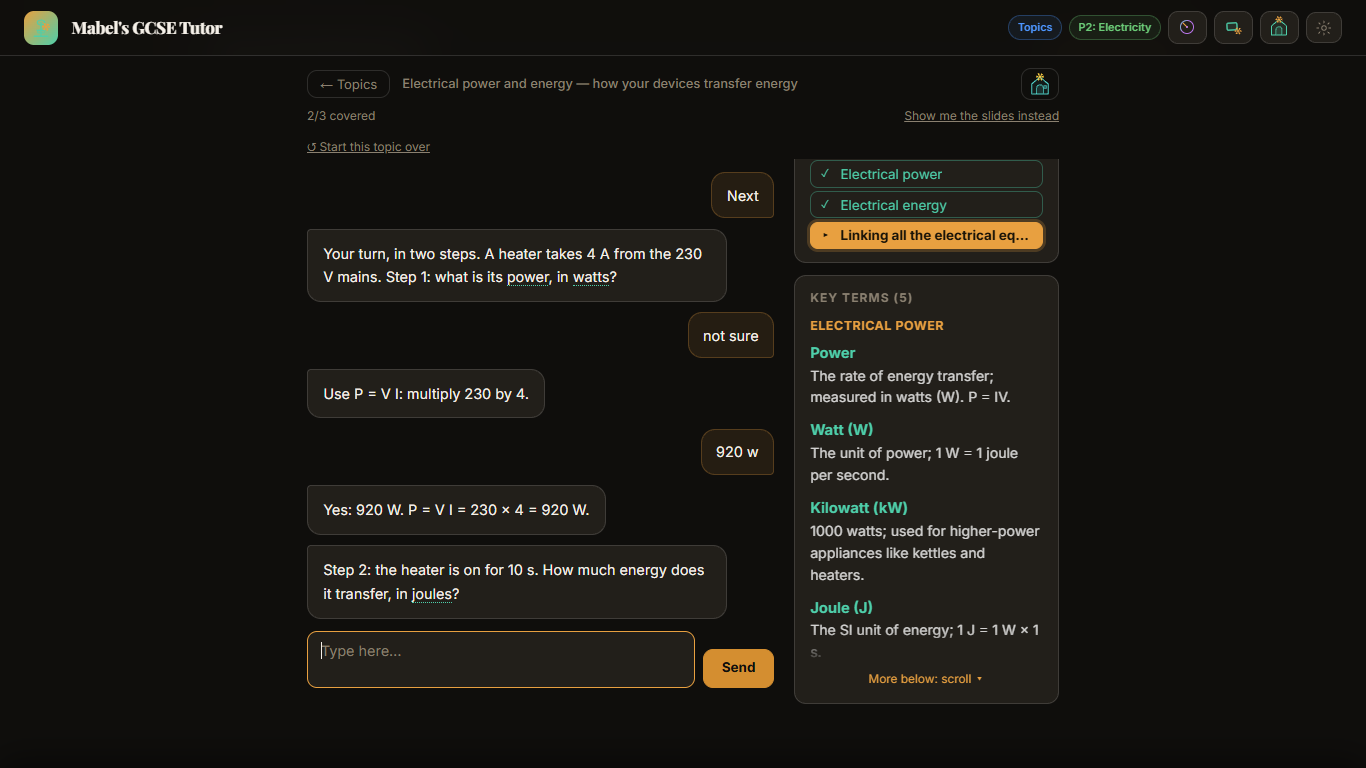 Mabel's GCSE Tutor
Topics
P2: Electricity
← Topics
Electrical power and energy — how your devices transfer energy
2/3 covered
Show me the slides instead
↺ Start this topic over
Next
Your turn, in two steps. A heater takes 4 A from the 230
V mains. Step 1: what is its power, in watts?
not sure
Use P = V I: multiply 230 by 4.
920 w
Yes: 920 W. P = V I = 230 × 4 = 920 W.
Step 2: the heater is on for 10 s. How much energy does
it transfer, in joules?
Type here...
Send
✓ Electrical power
✓ Electrical energy
‣ Linking all the electrical eq...
KEY TERMS (5)
ELECTRICAL POWER
Power
The rate of energy transfer;
measured in watts (W). P = IV.
Watt (W)
The unit of power; 1 W = 1 joule
per second.
Kilowatt (kW)
1000 watts; used for higher-power
appliances like kettles and
heaters.
Joule (J)
The SI unit of energy; 1 J = 1 W × 1
s.
More below: scroll ▾